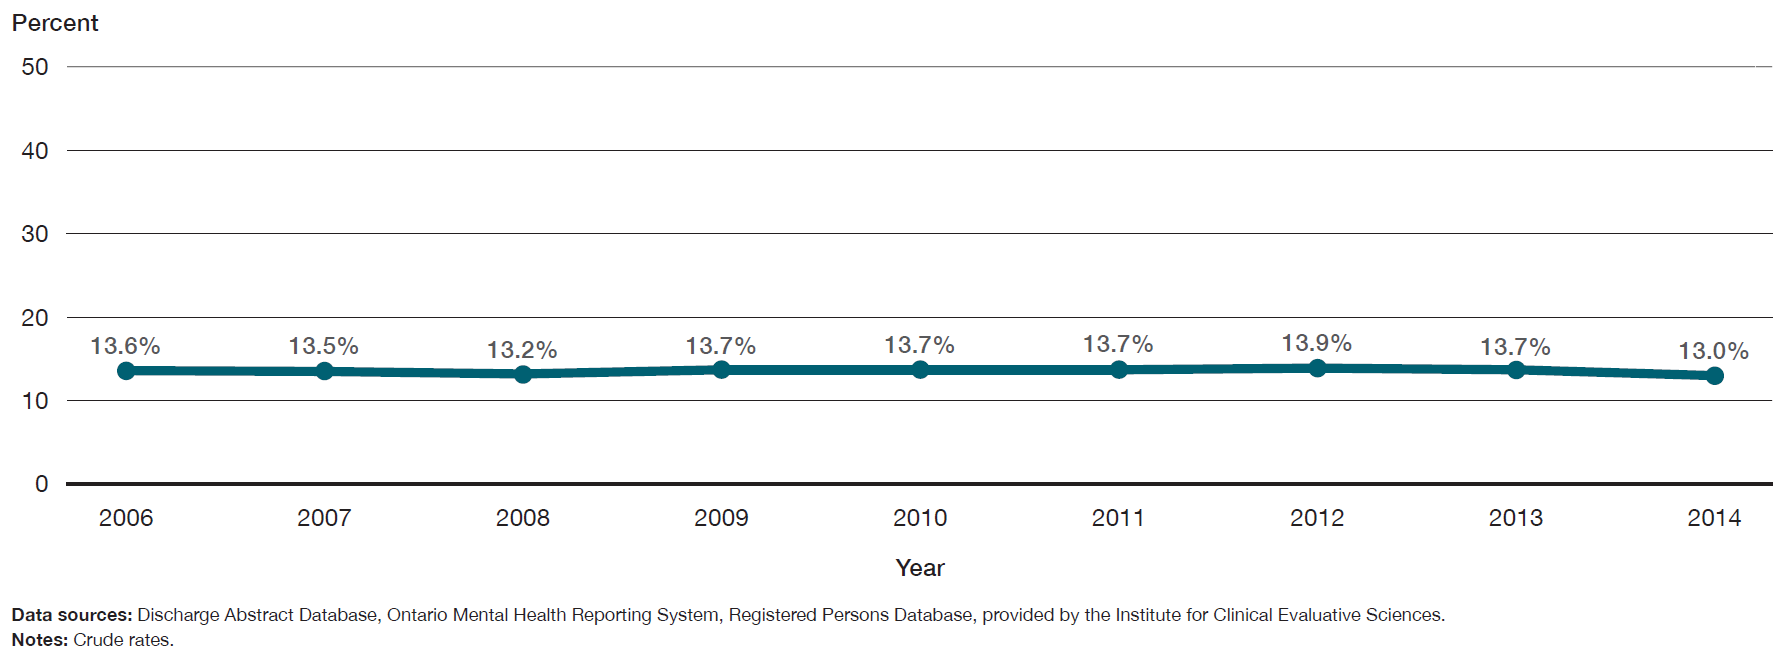 Percent
50
40
30
20
13.6% 13.5% 13.2% 13.7% 13.7% 13.7% 13.9% 13.7% 13.0%
10
0
2006 2007 2008 2009 2010 2011 2012 2013 2014
Year
Data sources: Discharge Abstract Database, Ontario Mental Health Reporting System, Registered Persons Database, provided by the Institute for Clinical Evaluative Sciences.
Notes: Crude rates.